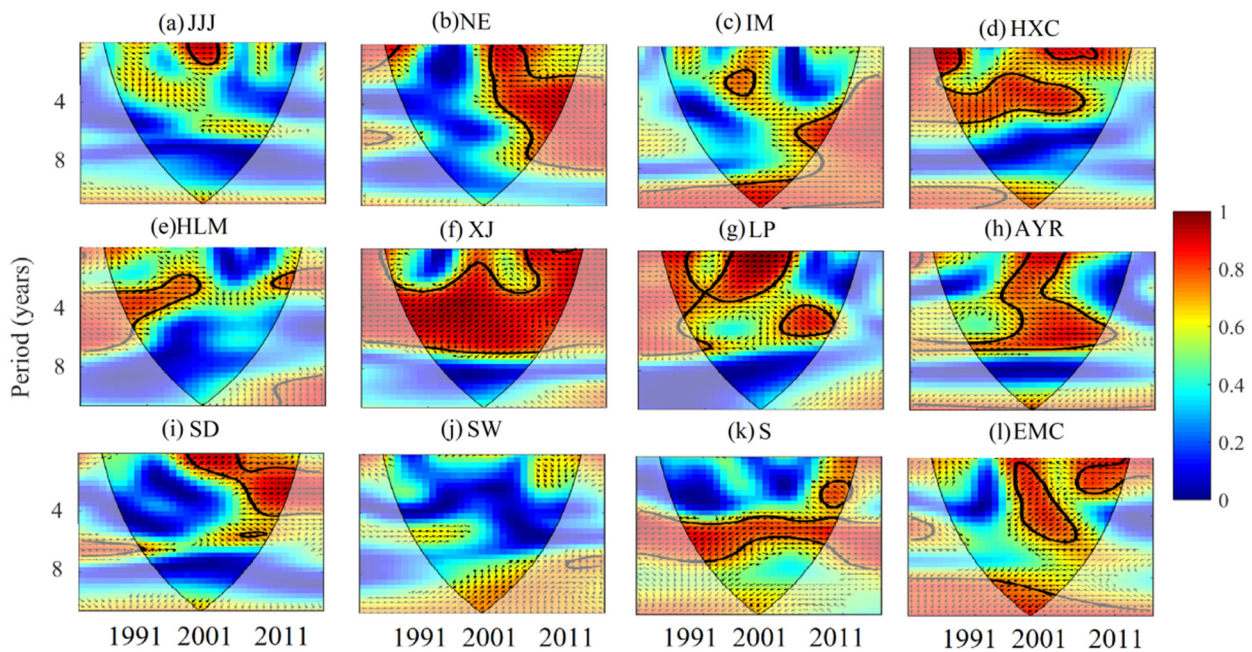 (a) JJJ
(b)NE
(c) IM
(d) HXC
4
8
(e)HLM
(f) XJ
(g) LP
(h) AYR
1
0.8
0.6
0.4
0.2
0
Period (years)
4
8
(i) SD
(j) SW
(k) S
(l) EMC
4
8
1991 2001 2011
1991 2001 2011
1991 2001 2011
1991 2001 2011